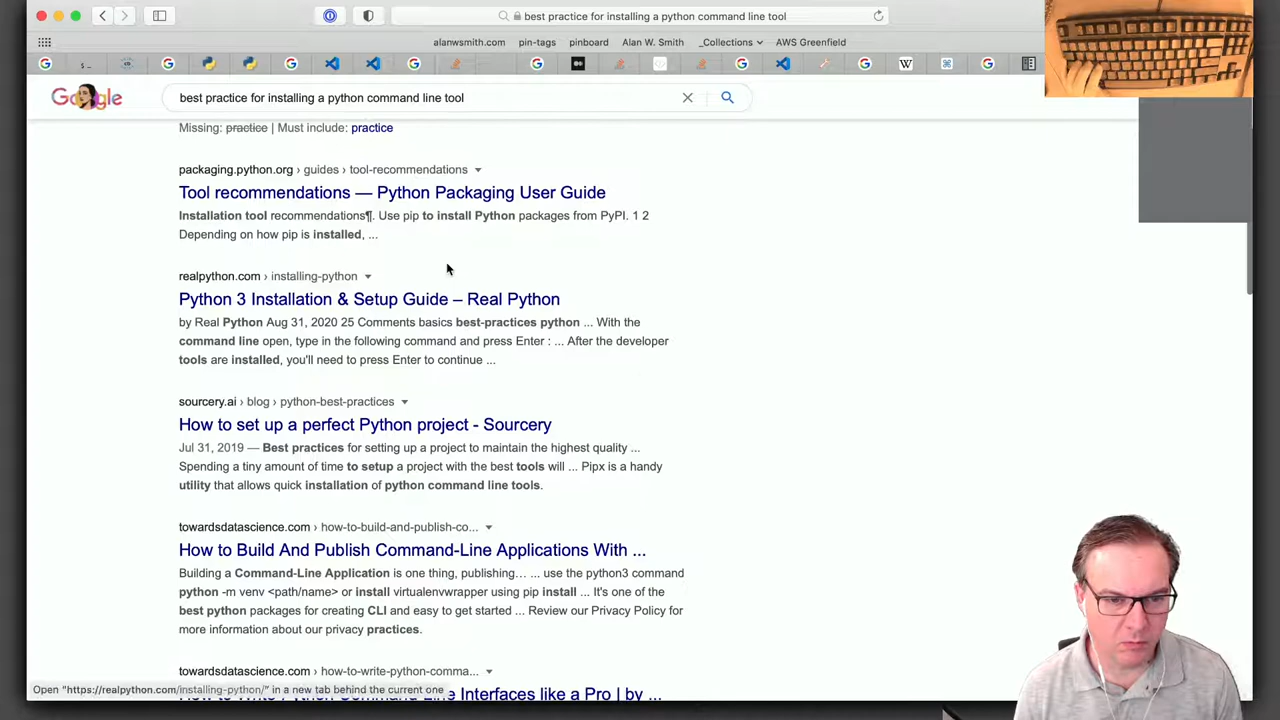 best practice for installing a python command line tool
alanwsmith.com pin-tags pinboard Alan W. Smith _Collections AWS Greenfield
Google best practice for installing a python command line tool
Missing: practice | Must include: practice
packaging.python.org › guides › tool-recommendations
Tool recommendations — Python Packaging User Guide
Installation tool recommendations¶. Use pip to install Python packages from PyPI. 1 2
Depending on how pip is installed, ...
realpython.com › installing-python
Python 3 Installation & Setup Guide – Real Python
by Real Python Aug 31, 2020 25 Comments basics best-practices python ... With the
command line open, type in the following command and press Enter : ... After the developer
tools are installed, you'll need to press Enter to continue ...
sourcery.ai › blog › python-best-practices
How to set up a perfect Python project - Sourcery
Jul 31, 2019 — Best practices for setting up a project to maintain the highest quality ...
Spending a tiny amount of time to setup a project with the best tools will ... Pipx is a handy
utility that allows quick installation of python command line tools.
towardsdatascience.com › how-to-build-and-publish-co...
How to Build And Publish Command-Line Applications With ...
Building a Command-Line Application is one thing, publishing… ... use the python3 command
python -m venv <path/name> or install virtualenvwrapper using pip install ... It's one of the
best python packages for creating CLI and easy to get started ... Review our Privacy Policy for
more information about our privacy practices.
towardsdatascience.com › how-to-write-python-comma...
How to Write Python Command-Line Interfaces like a Pro | by ...
Open "https://realpython.com/installing-python/" in a new tab behind the current one